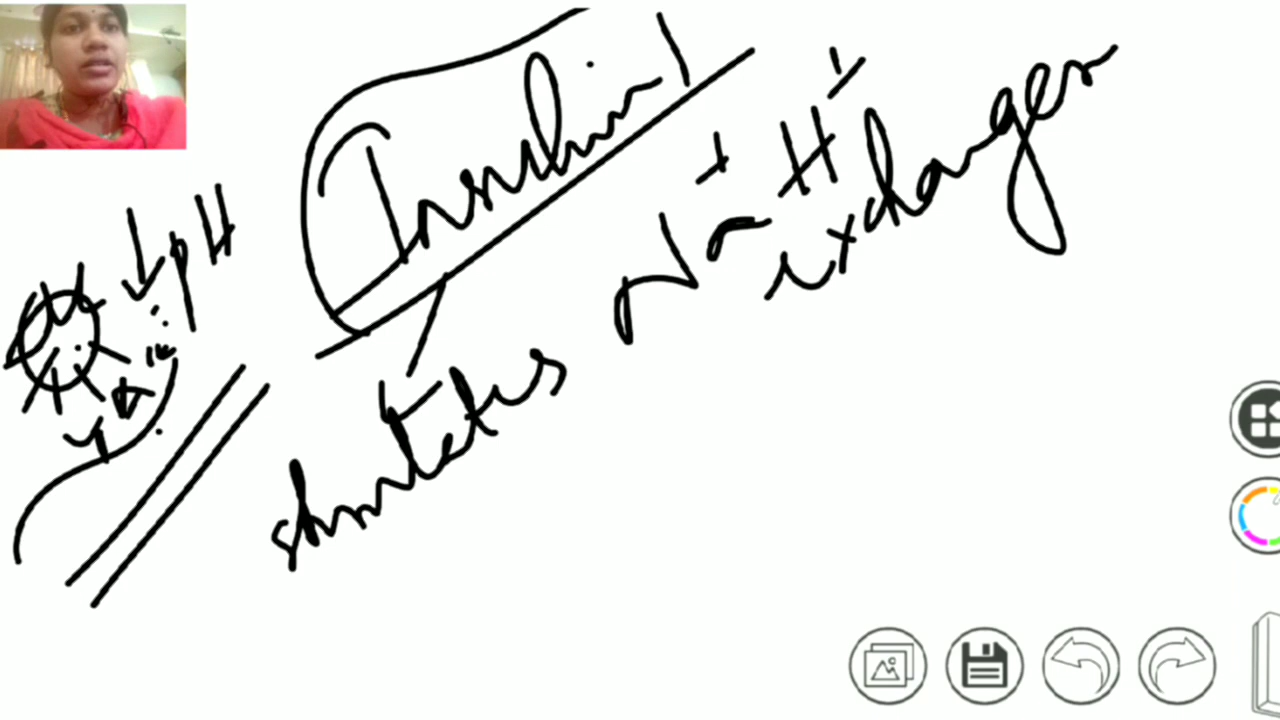 Insulin
Na+ H+
exchanger
↓pH
stimulates